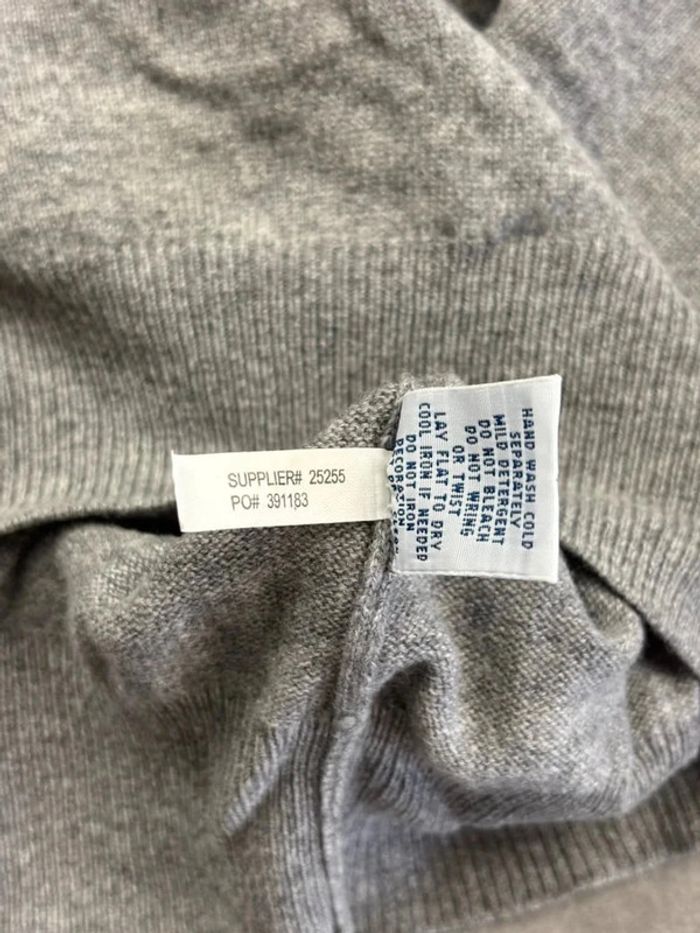 SUPPLIER# 25255
PO# 391183
HAND WASH COLD
SEPARATELY
MILD DETERGENT
DO NOT BLEACH
DO NOT WRING
OR TWIST
LAY FLAT TO DRY
COOL IRON IF NEEDED
DO NOT IRON
DECORATION